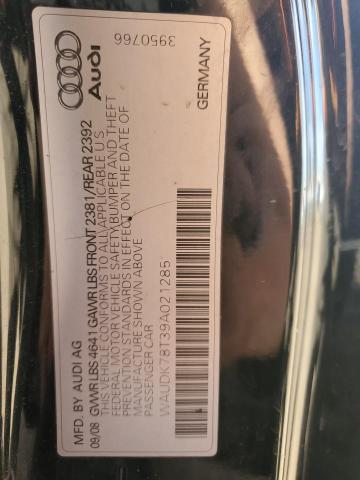 Audi
3950766
GERMANY
MFD. BY AUDI AG
09/08 GVWR LBS 4641 GAWR LBS FRONT 2381/REAR 2392
THIS VEHICLE CONFORMS TO ALL APPLICABLE U S
FEDERAL MOTOR VEHICLE SAFETY,BUMPER AND THEFT
PREVENTION STANDARDS IN EFFECT ON THE DATE OF
MANUFACTURE SHOWN ABOVE
PASSENGER CAR
WAUDK78T39A021285